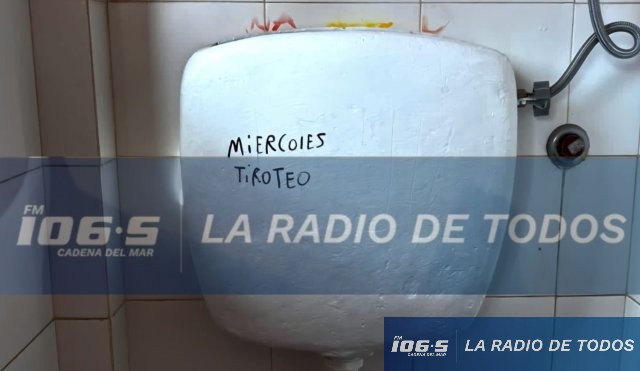 MiERCOlES
TiROTEO
FM
106.5
CADENA DEL MAR
LA RADIO DE TODOS
FM
106.5
CADENA DEL MAR
LA RADIO DE TODOS